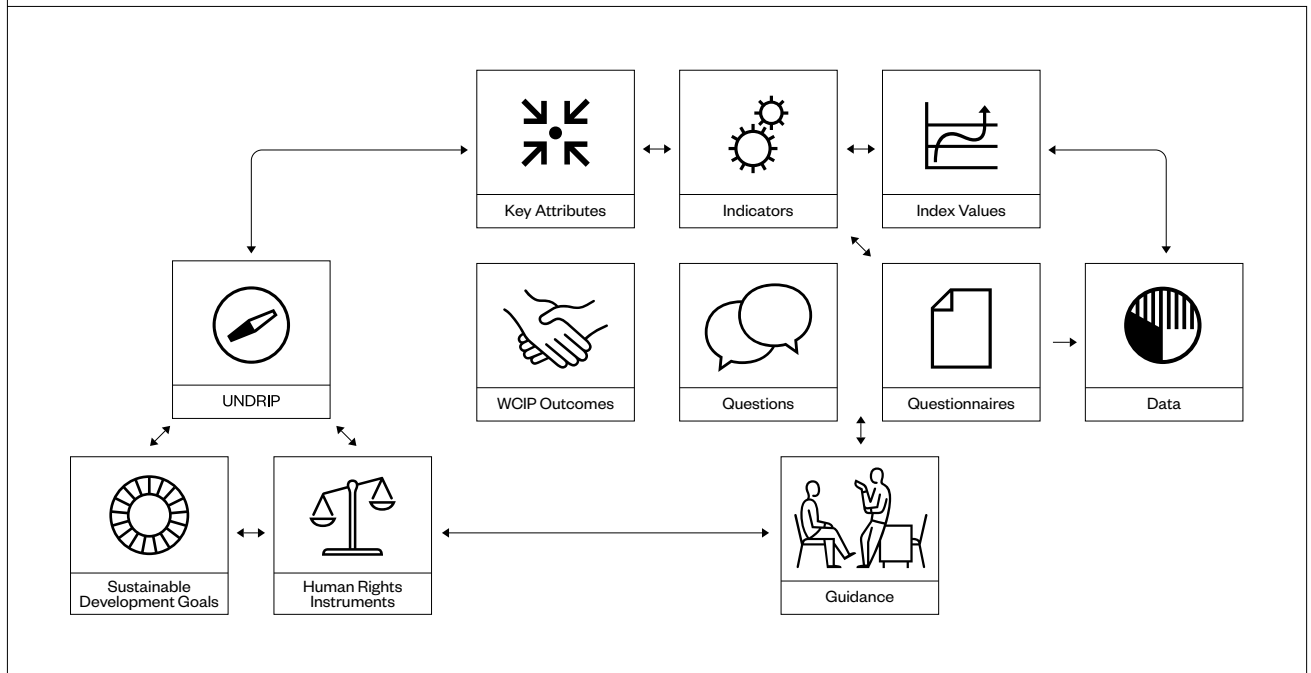 Key Attributes
Indicators
Index Values
UNDRIP
WCIP Outcomes
Questions
Questionnaires
Data
Sustainable
Development Goals
Human Rights
Instruments
Guidance